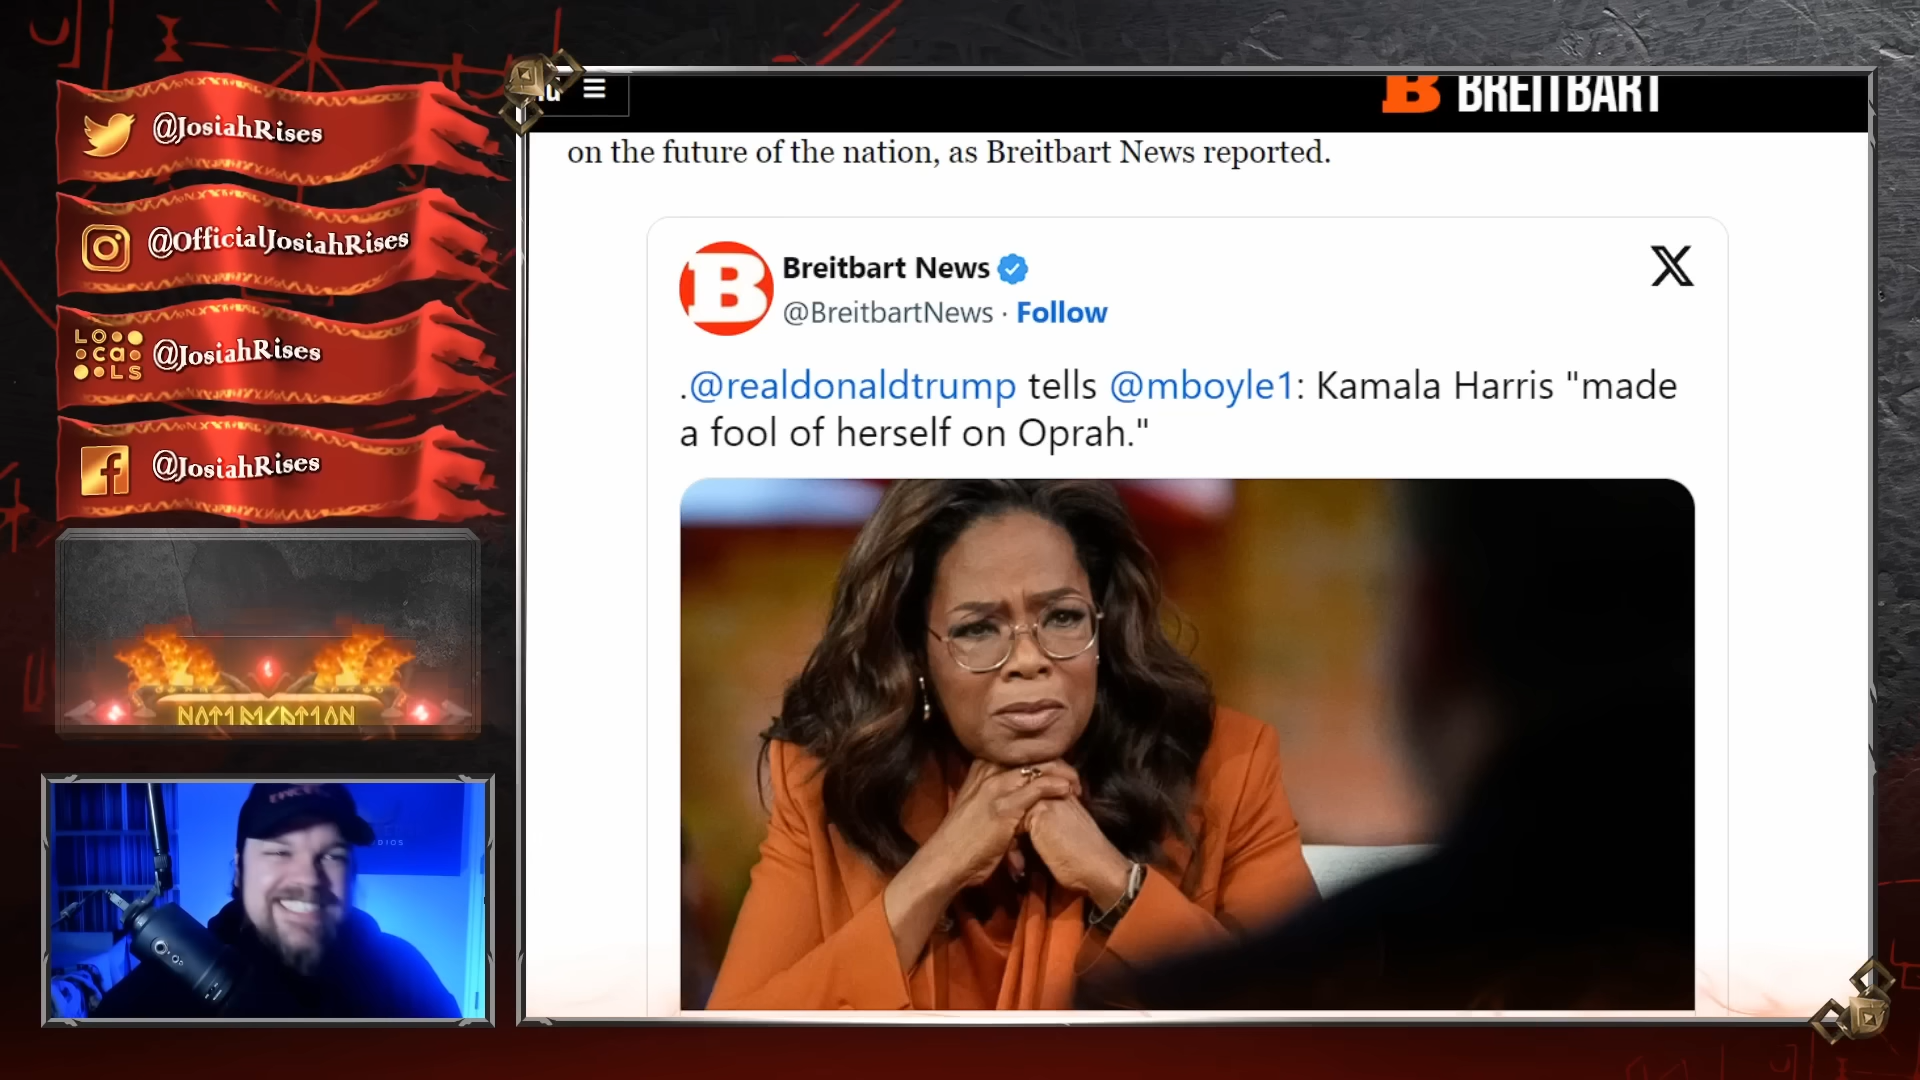 @JosiahRises
@OfficialJosiahRises
LOCALS
@JosiahRises
@JosiahRises
BREITBART
on the future of the nation, as Breitbart News reported.
Breitbart News
@BreitbartNews · Follow
.@realdonaldtrump tells @mboyle1: Kamala Harris "made
a fool of herself on Oprah."